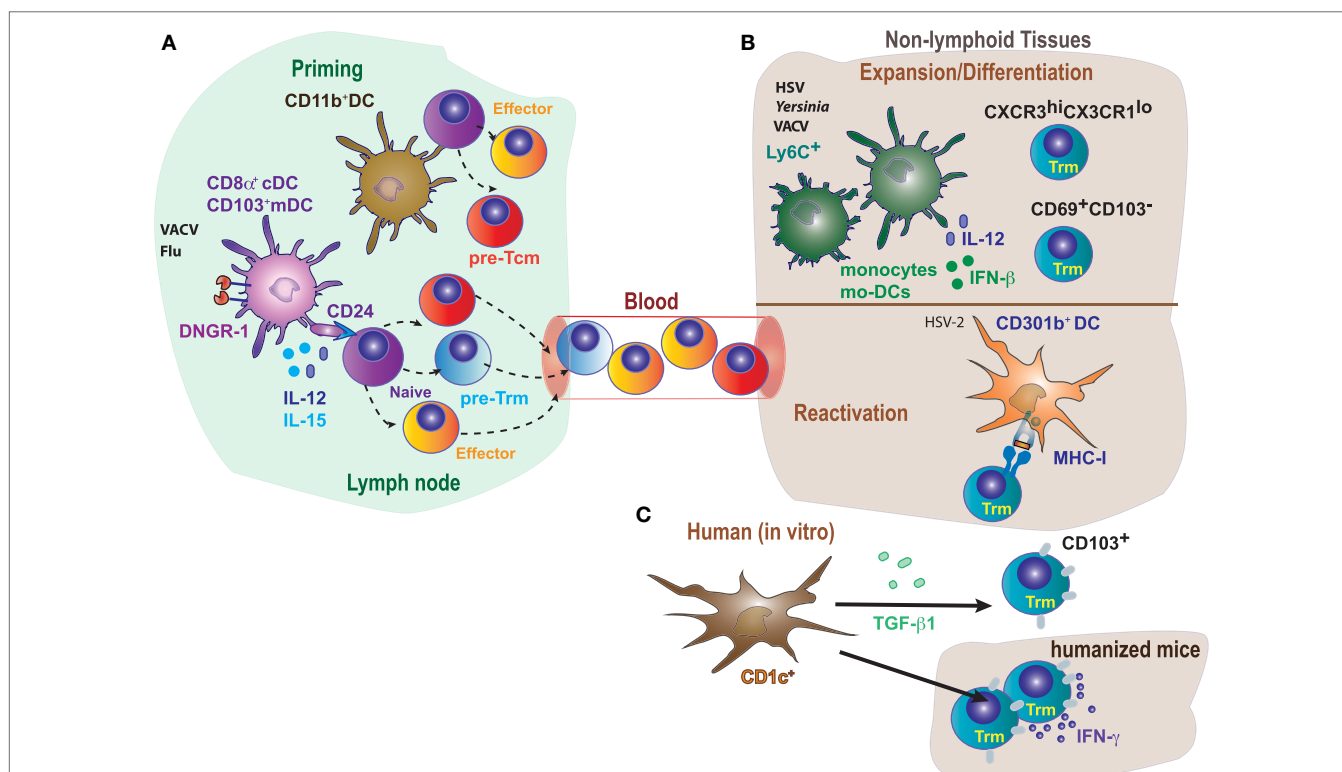 A
Priming
CD11b⁺DC
Effector
CD8α⁺ cDC
CD103⁺mDC
VACV
Flu
pre-Tcm
DNGR-1
CD24
IL-12
IL-15
Naive
pre-Trm
Effector
Lymph node
Blood
B
Non-lymphoid Tissues
Expansion/Differentiation
HSV
Yersinia
VACV
Ly6C⁺
CXCR3ʰⁱCX3CR1ˡᵒ
Trm
CD69⁺CD103⁻
Trm
IL-12
IFN-β
monocytes
mo-DCs
HSV-2
CD301b⁺ DC
Reactivation
MHC-I
Trm
C
Human (in vitro)
CD1c⁺
TGF-β1
CD103⁺
Trm
humanized mice
Trm
Trm
IFN-γ